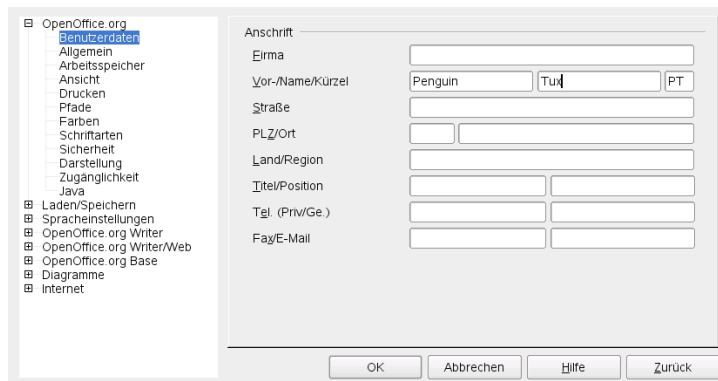 OpenOffice.org
Benutzerdaten
Allgemein
Arbeitsspeicher
Ansicht
Drucken
Pfade
Farben
Schriftarten
Sicherheit
Darstellung
Zugänglichkeit
Java
Laden/Speichern
Spracheinstellungen
OpenOffice.org Writer
OpenOffice.org Writer/Web
OpenOffice.org Base
Diagramme
Internet
Anschrift
Firma
Vor-/Name/Kürzel Penguin Tux PT
Straße
PLZ/Ort
Land/Region
Titel/Position
Tel. (Priv/Ge.)
Fax/E-Mail
OK Abbrechen Hilfe Zurück